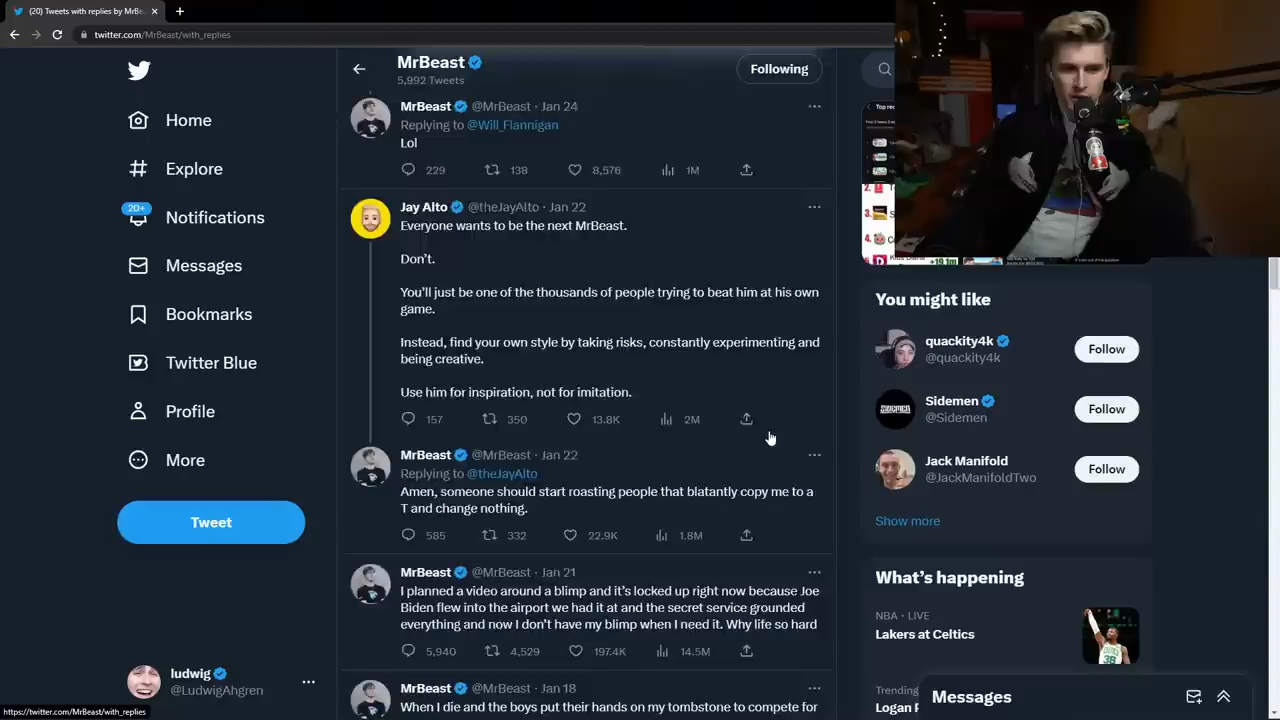 (20) Tweets with replies by MrBe
twitter.com/MrBeast/with_replies
Home
Explore
20+
Notifications
Messages
Bookmarks
Twitter Blue
Profile
More
Tweet
ludwig
@LudwigAhgren
https://twitter.com/MrBeast/with_replies
MrBeast
5,992 Tweets
Following
MrBeast @MrBeast · Jan 24
Replying to @Will_Flannigan
Lol
229 138 8,576 1M
Jay Alto @theJayAlto · Jan 22
Everyone wants to be the next MrBeast.
Don’t.
You’ll just be one of the thousands of people trying to beat him at his own
game.
Instead, find your own style by taking risks, constantly experimenting and
being creative.
Use him for inspiration, not for imitation.
157 350 13.8K 2M
MrBeast @MrBeast · Jan 22
Replying to @theJayAlto
Amen, someone should start roasting people that blatantly copy me to a
T and change nothing.
585 332 22.9K 1.8M
MrBeast @MrBeast · Jan 21
I planned a video around a blimp and it’s locked up right now because Joe
Biden flew into the airport we had it at and the secret service grounded
everything and now I don’t have my blimp when I need it. Why life so hard
5,940 4,529 197.4K 14.5M
MrBeast @MrBeast · Jan 18
When I die and the boys put their hands on my tombstone to compete for
2.
3.
4.
+19.1m
You might like
quackity4k
@quackity4k
Follow
Sidemen
@Sidemen
Follow
Jack Manifold
@JackManifoldTwo
Follow
Show more
What’s happening
NBA · LIVE
Lakers at Celtics
Trending
Logan P
Messages